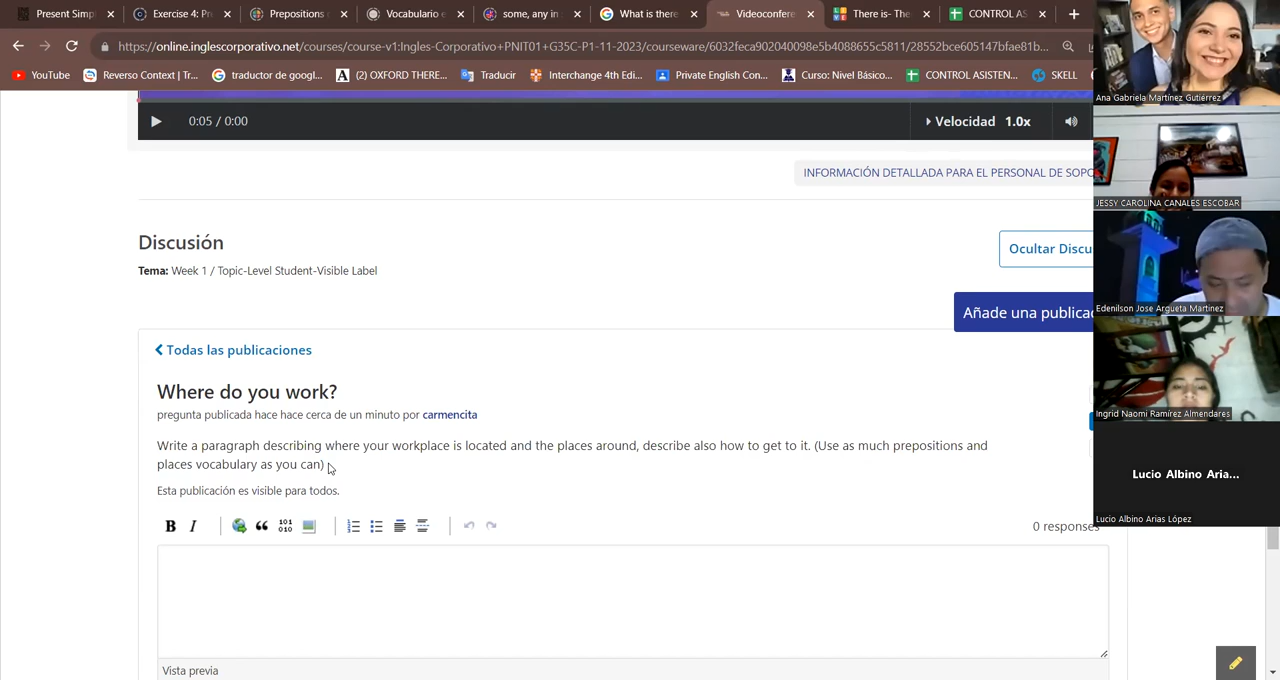 Present Simpl
Exercise 4: Pr
Prepositions
Vocabulario e
some, any in
What is there
Videoconfere
There is- The
CONTROL AS
https://online.inglescorporativo.net/courses/course-v1:Ingles-Corporativo+PNIT01+G35C-P1-11-2023/courseware/6032feca902040098e5b4088655c5811/28552bce605147bfae81b...
YouTube
Reverso Context | Tr...
traductor de googl...
(2) OXFORD THERE...
Traducir
Interchange 4th Edi...
Private English Con...
Curso: Nivel Básico...
CONTROL ASISTEN...
SKELL
0:05 / 0:00
Velocidad 1.0x
INFORMACIÓN DETALLADA PARA EL PERSONAL DE SOPO
Discusión
Tema: Week 1 / Topic-Level Student-Visible Label
Ocultar Discu
Añade una publicac
Todas las publicaciones
Where do you work?
pregunta publicada hace hace cerca de un minuto por carmencita
Write a paragraph describing where your workplace is located and the places around, describe also how to get to it. (Use as much prepositions and
places vocabulary as you can)
Esta publicación es visible para todos.
B I
0 responses
Vista previa
Ana Gabriela Martínez Gutiérrez
JESSY CAROLINA CANALES ESCOBAR
Edenilson Jose Argueta Martinez
Ingrid Naomi Ramírez Almendares
Lucio Albino Aria...
Lucio Albino Arias López